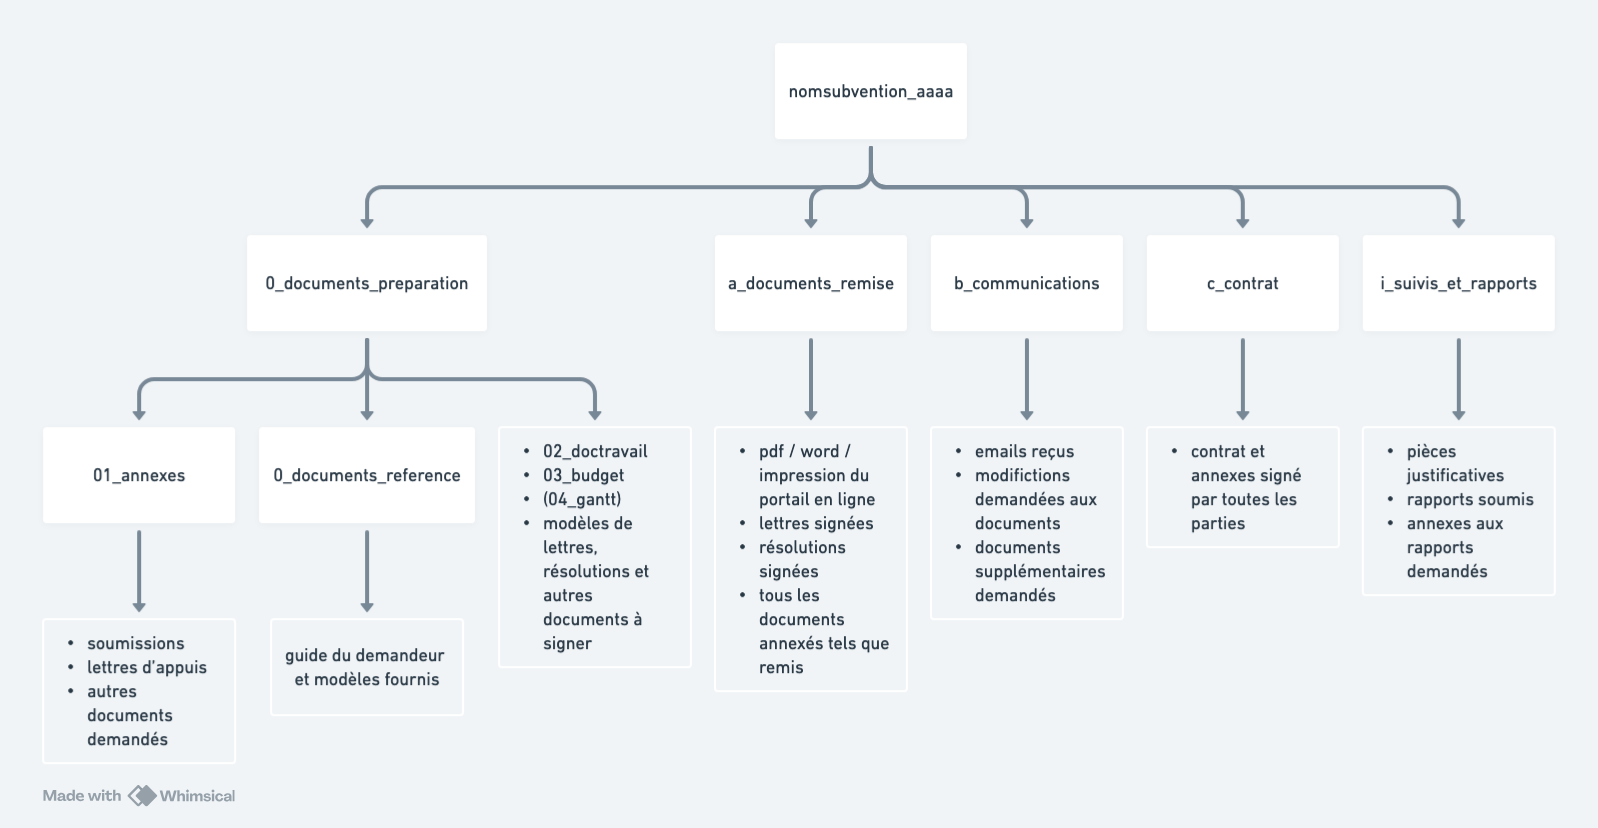 nomsubvention_aaaa
0_documents_preparation
a_documents_remise
b_communications
c_contrat
i_suivis_et_rapports
01_annexes
0_documents_reference
• 02_doctravail
• 03_budget
• (04_gantt)
• modèles de
lettres,
résolutions et
autres
documents à
signer
• pdf / word /
impression du
portail en ligne
• lettres signées
• résolutions
signées
• tous les
documents
annexés tels que
remis
• emails reçus
• modifictions
demandées aux
documents
• documents
supplémentaires
demandés
• contrat et
annexes signé
par toutes les
parties
• pièces
justificatives
• rapports soumis
• annexes aux
rapports
demandés
• soumissions
• lettres d'appuis
• autres
documents
demandés
guide du demandeur
et modèles fournis
Made with Whimsical